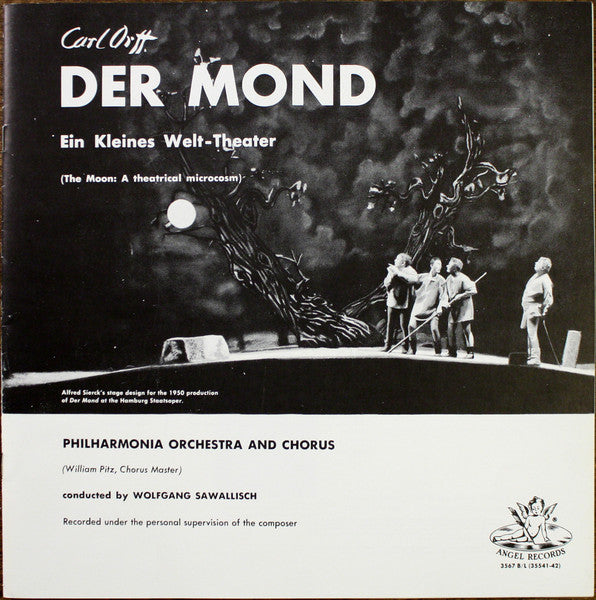 Carl Orff
DER MOND
Ein Kleines Welt-Theater
(The Moon: A theatrical microcosm)
Alfred Sierck's stage design for the 1950 production
of Der Mond at the Hamburg Staatsoper.
PHILHARMONIA ORCHESTRA AND CHORUS
(William Pitz, Chorus Master)
conducted by WOLFGANG SAWALLISCH
Recorded under the personal supervision of the composer
®
ANGEL RECORDS
3567 B/L (35541-42)